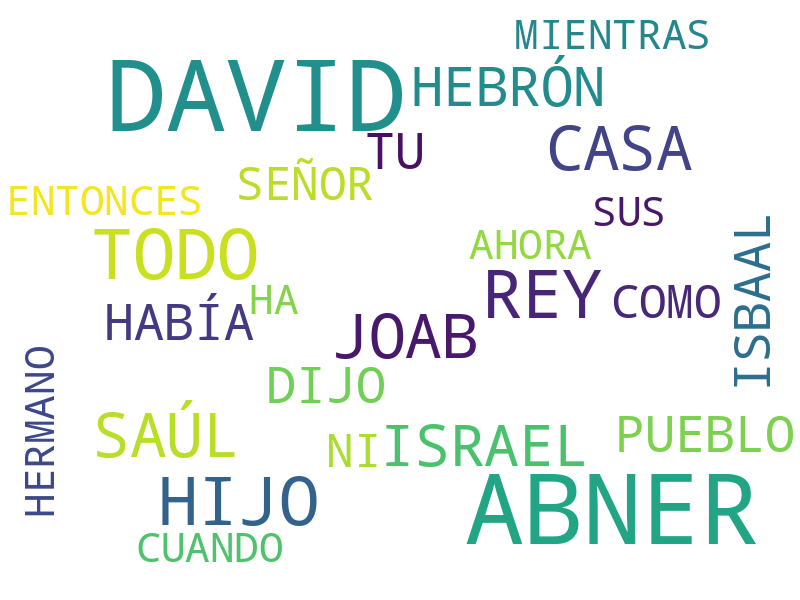 MIENTRAS
DAVID
HEBRÓN
TU
CASA
SEÑOR
ENTONCES
SUS
TODO
AHORA
ISBAAL
REY
COMO
HA
HABÍA
JOAB
DIJO
HERMANO
SAÚL
NI
ISRAEL
PUEBLO
HIJO
ABNER
CUANDO